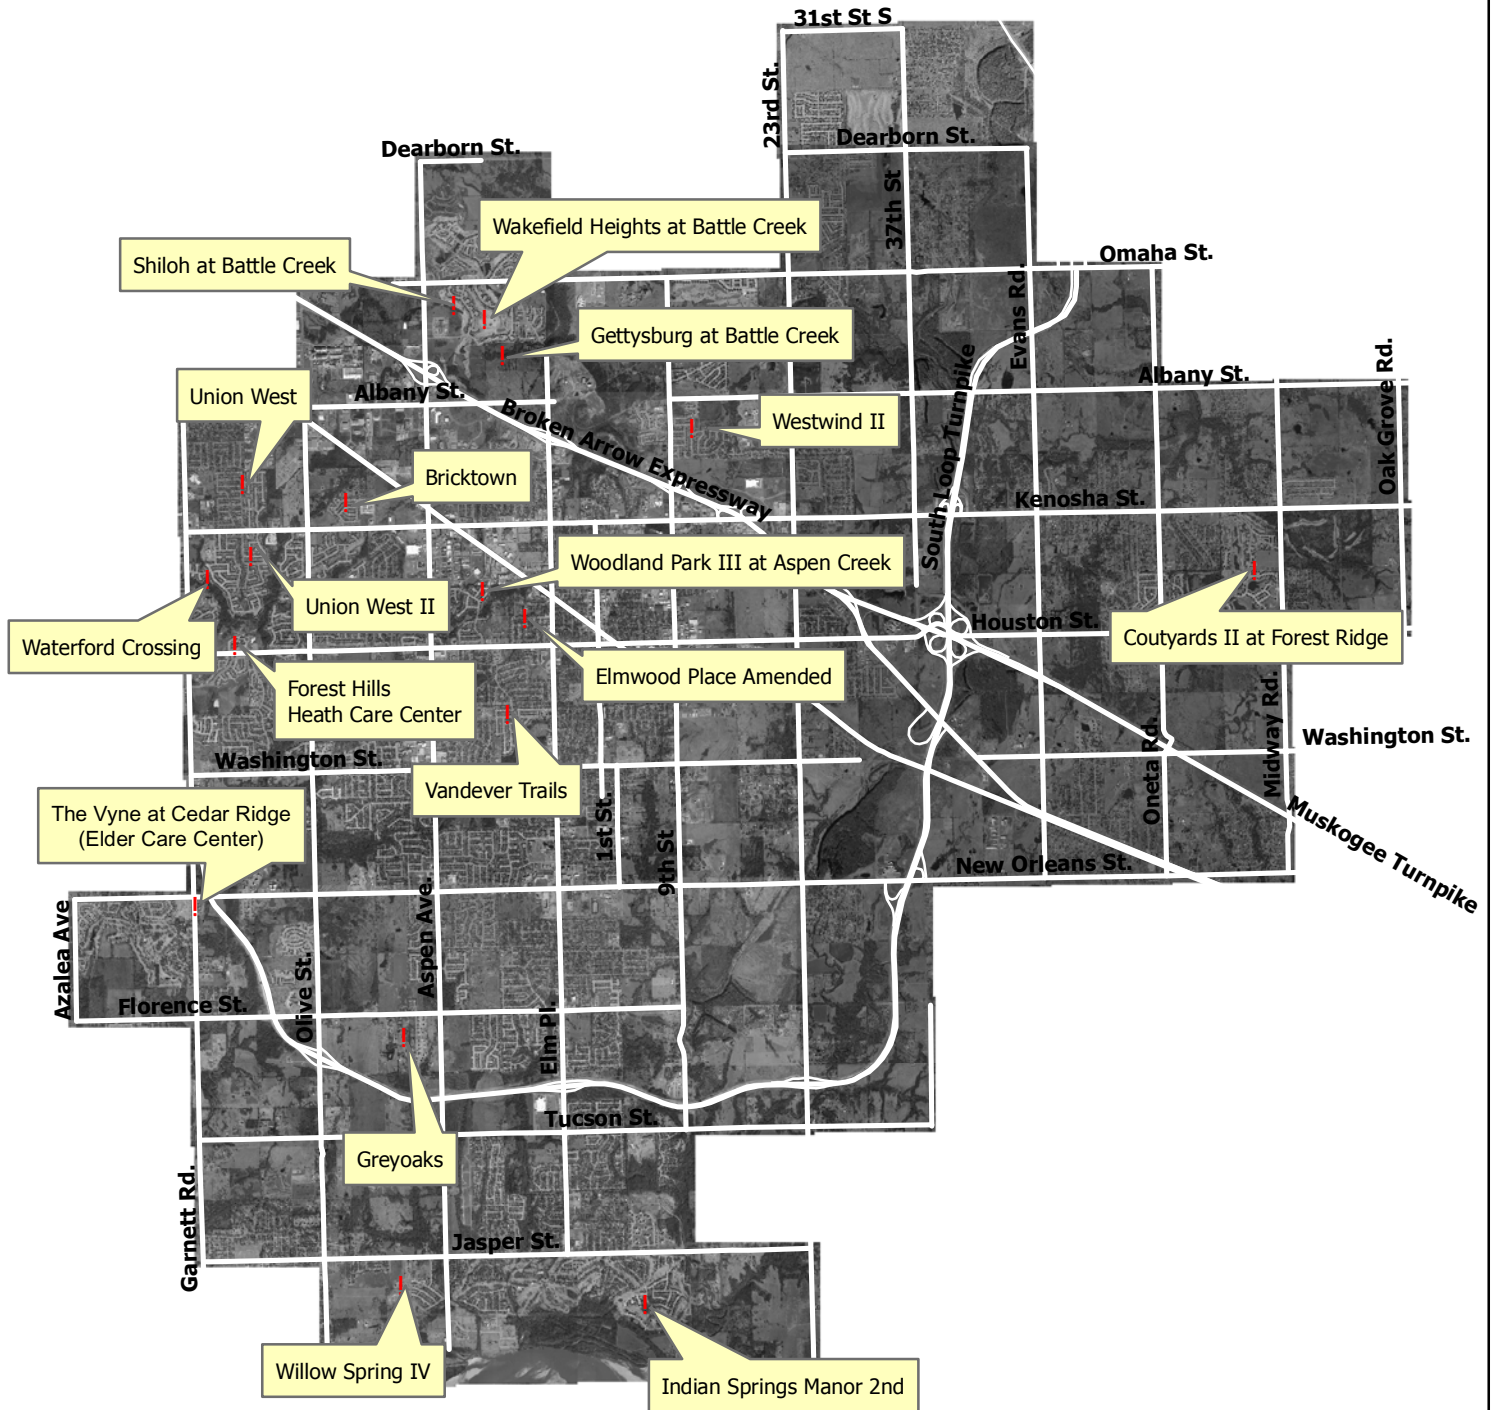 31st St S
23rd St.
Dearborn St.
Dearborn St.
37th St
Wakefield Heights at Battle Creek
Shiloh at Battle Creek
Omaha St.
Evans Rd.
Gettysburg at Battle Creek
South Loop Turnpike
Oak Grove Rd.
Union West
Albany St.
Albany St.
Broken Arrow Expressway
Westwind II
Bricktown
Kenosha St.
Woodland Park III at Aspen Creek
Union West II
Waterford Crossing
Houston St.
Coutyards II at Forest Ridge
Elmwood Place Amended
Forest Hills
Heath Care Center
Midway Rd.
Oneta Rd.
Washington St.
Washington St.
Vandever Trails
The Vyne at Cedar Ridge
(Elder Care Center)
1st St.
9th St
Muskogee Turnpike
New Orleans St.
Azalea Ave
Aspen Ave.
Olive St.
Florence St.
Elm Pl.
Tucson St.
Greyoaks
Garnett Rd.
Jasper St.
Willow Spring IV
Indian Springs Manor 2nd